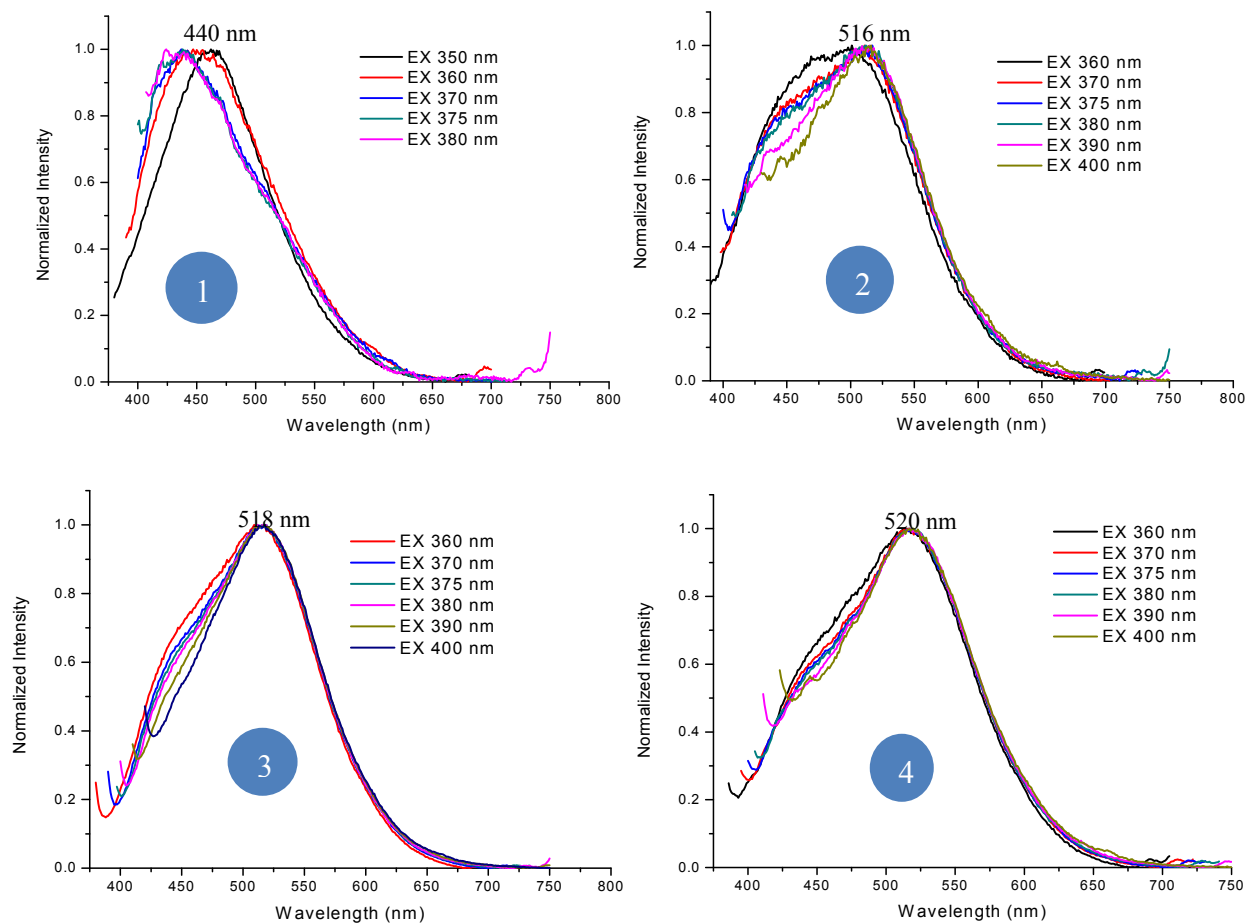 440 nm
EX 350 nm
EX 360 nm
EX 370 nm
EX 375 nm
EX 380 nm
Normalized Intensity
1.0
0.8
0.6
0.4
0.2
0.0
1
400 450 500 550 600 650 700 750 800
Wavelength (nm)
516 nm
EX 360 nm
EX 370 nm
EX 375 nm
EX 380 nm
EX 390 nm
EX 400 nm
Normalized Intensity
1.0
0.8
0.6
0.4
0.2
0.0
2
400 450 500 550 600 650 700 750 800
Wavelength (nm)
518 nm
EX 360 nm
EX 370 nm
EX 375 nm
EX 380 nm
EX 390 nm
EX 400 nm
Normalized Intensity
1.0
0.8
0.6
0.4
0.2
0.0
3
400 450 500 550 600 650 700 750 800
Wavelength (nm)
520 nm
EX 360 nm
EX 370 nm
EX 375 nm
EX 380 nm
EX 390 nm
EX 400 nm
Normalized Intensity
1.0
0.8
0.6
0.4
0.2
0.0
4
400 450 500 550 600 650 700 750
Wavelength (nm)